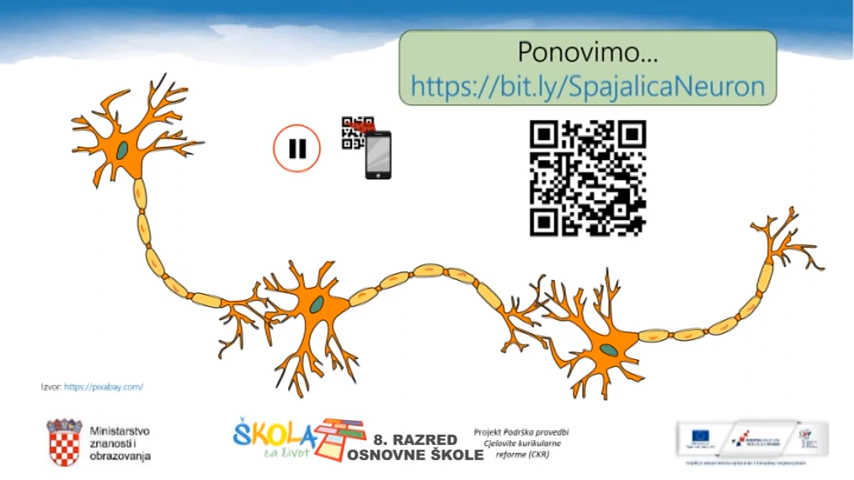 Ponovimo...
https://bit.ly/SpajalicaNeuron
Izvor: https://pixabay.com/
Ministarstvo
znanosti i
obrazovanja
ŠKOLA
za život
8. RAZRED
OSNOVNE ŠKOLE
Projekt Podrška provedbi
Cjelovite kurikularne
reforme (CKR)